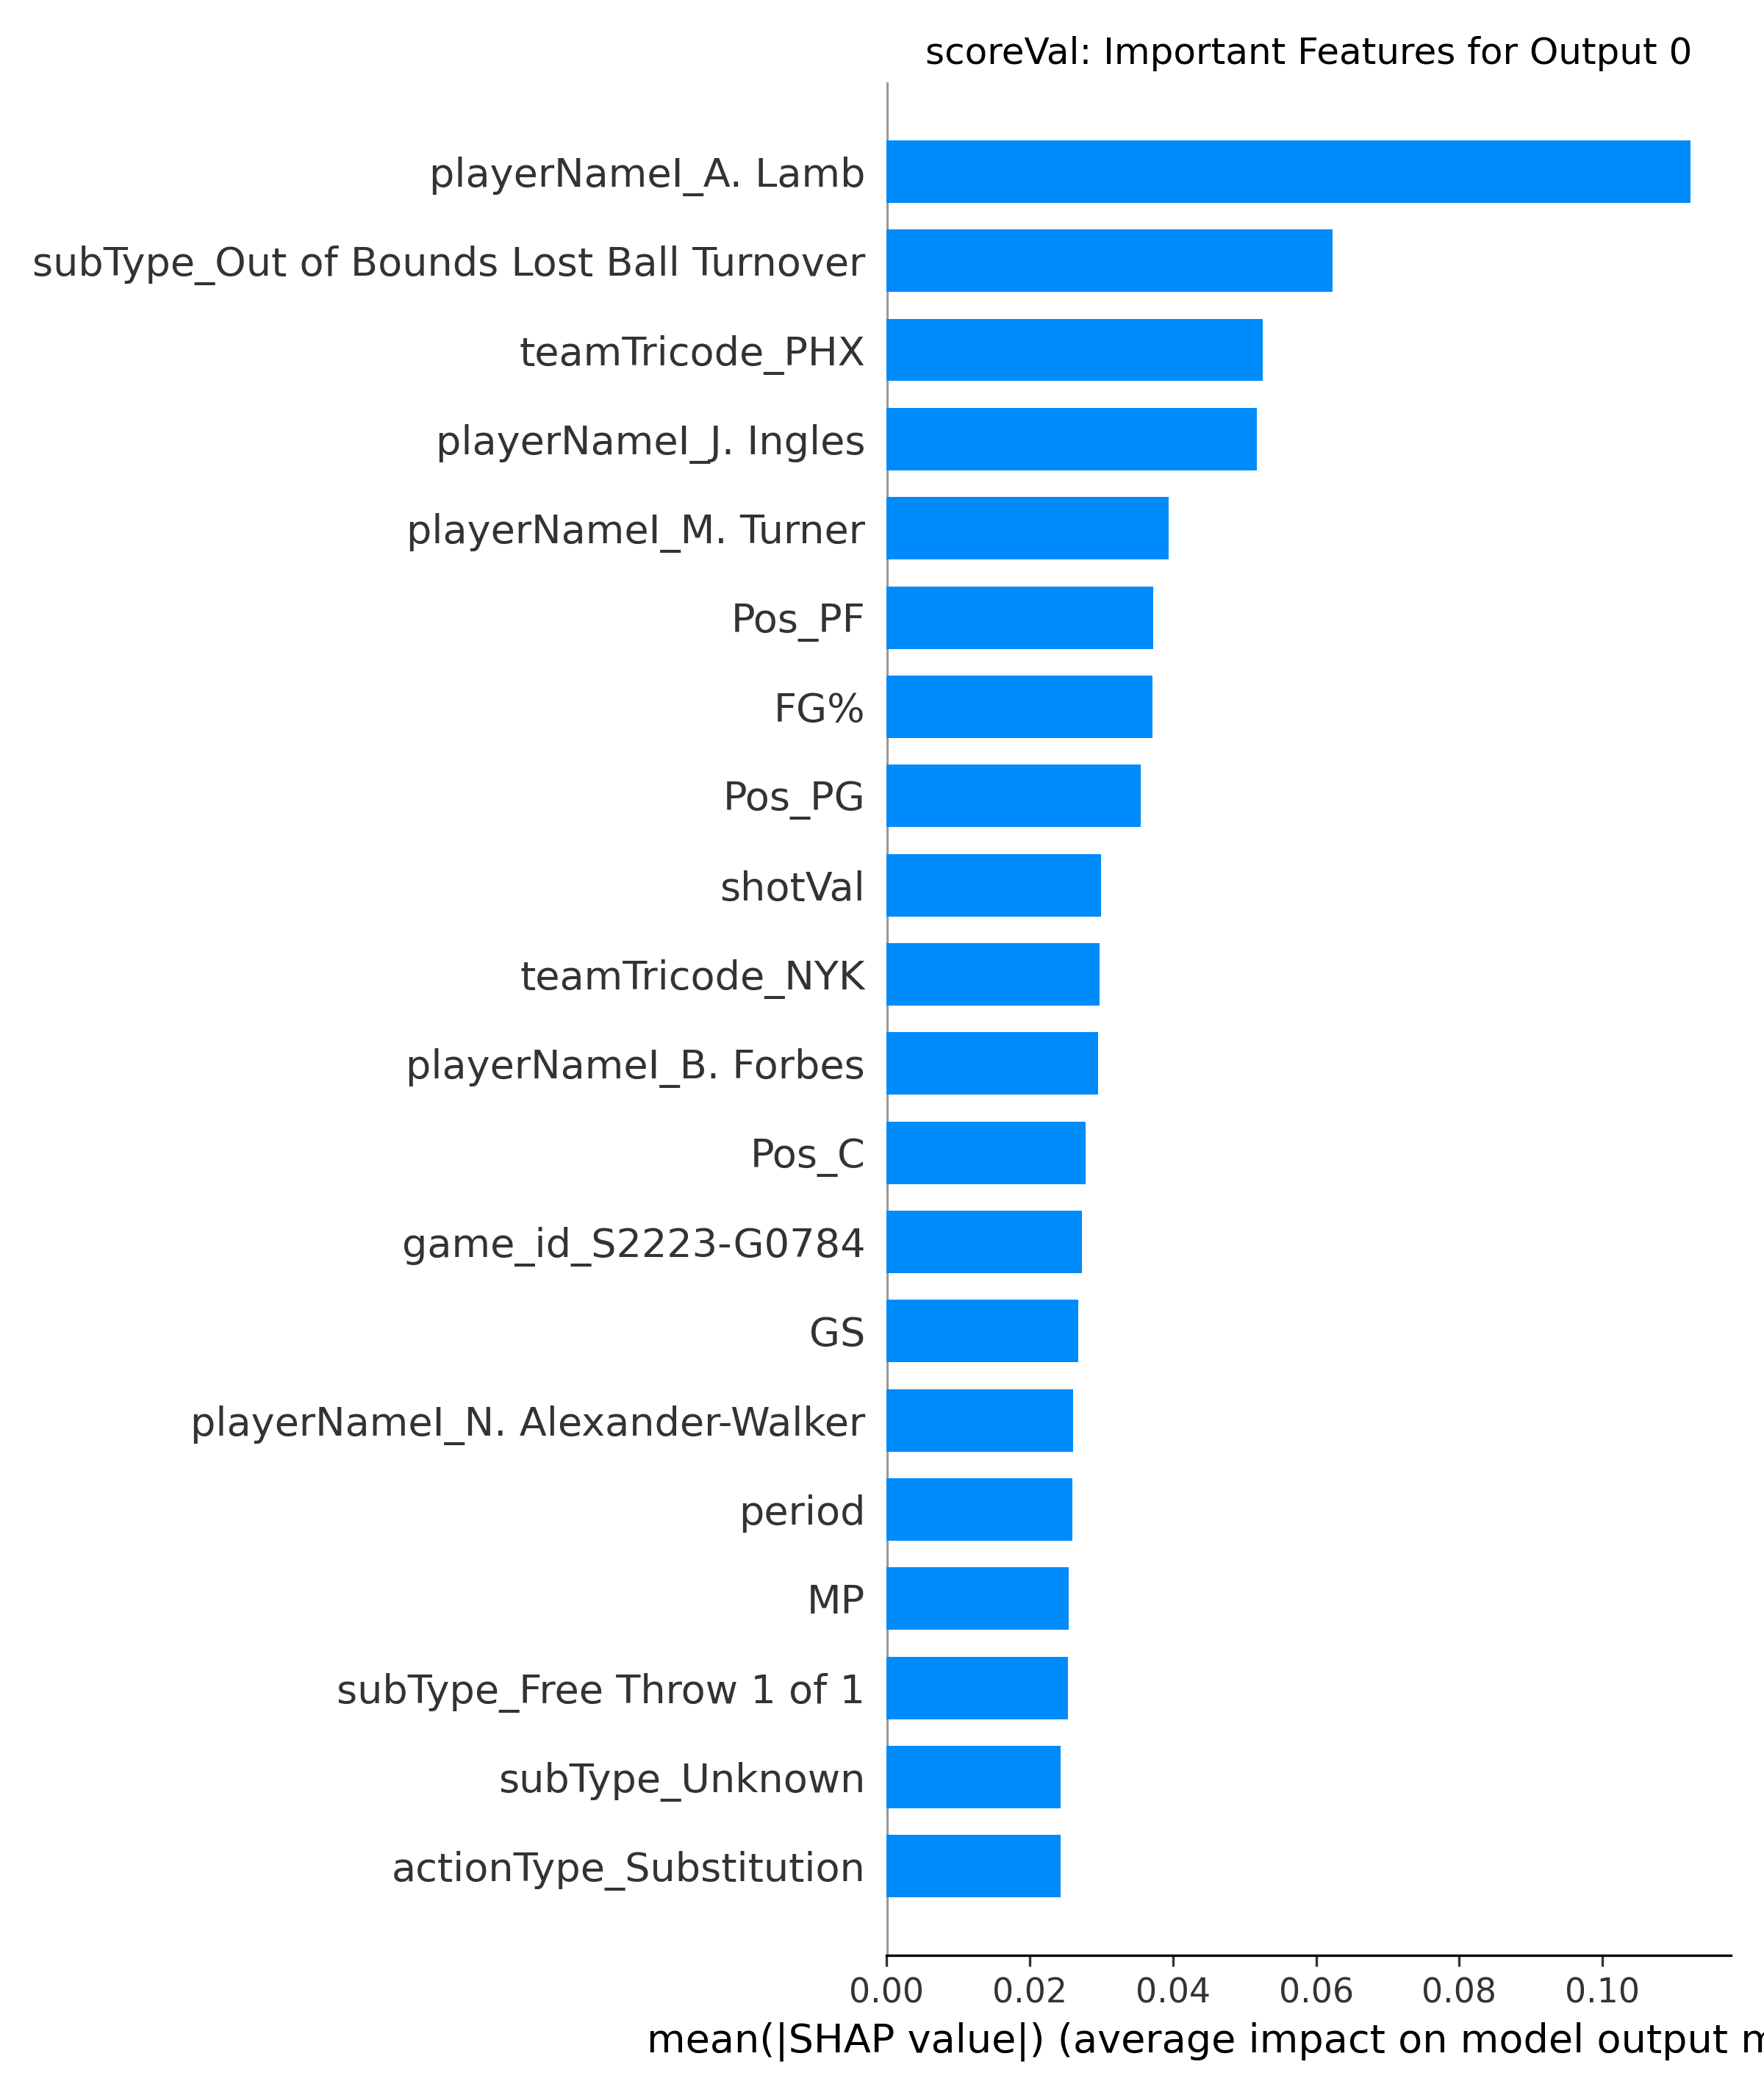 scoreVal: Important Features for Output 0
playerNameI_A. Lamb
subType_Out of Bounds Lost Ball Turnover
teamTricode_PHX
playerNameI_J. Ingles
playerNameI_M. Turner
Pos_PF
FG%
Pos_PG
shotVal
teamTricode_NYK
playerNameI_B. Forbes
Pos_C
game_id_S2223-G0784
GS
playerNameI_N. Alexander-Walker
period
MP
subType_Free Throw 1 of 1
subType_Unknown
actionType_Substitution
0.00 0.02 0.04 0.06 0.08 0.10
mean(|SHAP value|) (average impact on model output